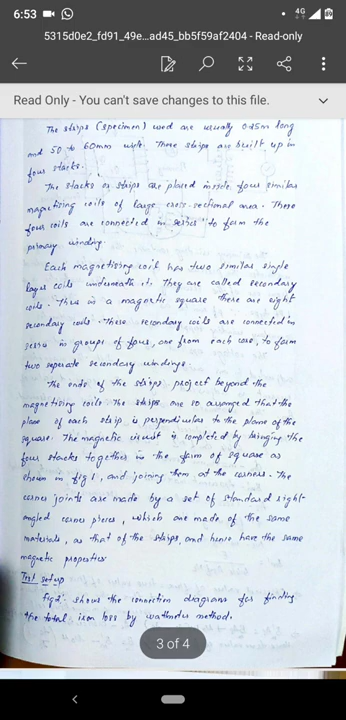 6:53
4G
89
5315d0e2_fd91_49e...ad45_bb5f59af2404 - Read-only
Read Only - You can't save changes to this file.
The strips (specimen) used are usually 0.25m long
and 50 to 60mm wide. These strips are built up in
four stacks.
The stacks or strips are placed inside four similar
magnetising coils of large cross-sectional area. These
four coils are connected in series to form the
primary winding.
Each magnetising coil has two similar single
layer coils underneath it. They are called secondary
coils. Thus in a magnetic square there are eight
secondary coils. These secondary coils are connected in
series in groups of four, one from each core, to form
two seperate secondary windings.
The ends of the strips project beyond the
magnetising coils. The strips are so arranged that the
plane of each strip is perpendicular to the plane of the
square. The magnetic circuit is completed by bringing the
four stacks together in the form of square as
shown in fig 1, and joining them at the corners. The
corner joints are made by a set of standard right-
angled corner pieces, which are made of the same
materials, as that of the strips, and hence have the same
magnetic properties.
Test setup
Fig 2: shows the connection diagrams for finding
the total iron loss by wattmeter method.
3 of 4